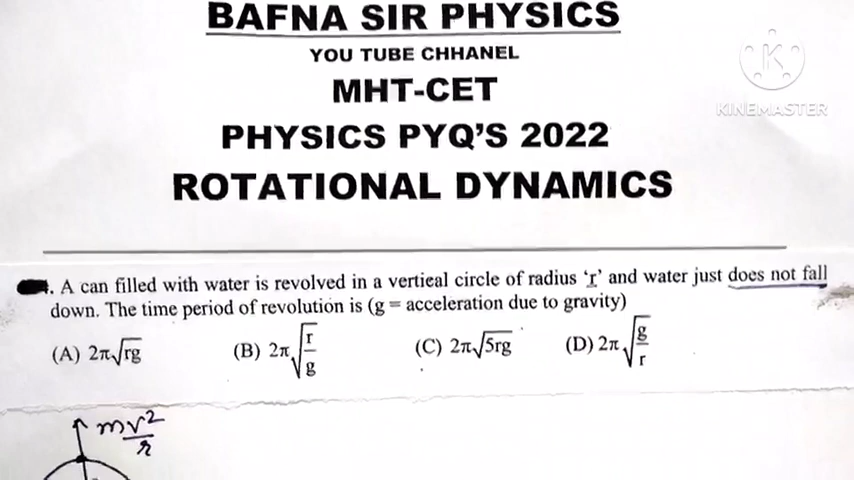 BAFNA SIR PHYSICS
YOU TUBE CHHANEL
MHT-CET
PHYSICS PYQ'S 2022
ROTATIONAL DYNAMICS
K
KINEMASTER
. A can filled with water is revolved in a vertical circle of radius 'r' and water just does not fall
down. The time period of revolution is (g = acceleration due to gravity)
(A) 2π√rg (B) 2π√(r/g) (C) 2π√5rg (D) 2π√(g/r)
mv²/r